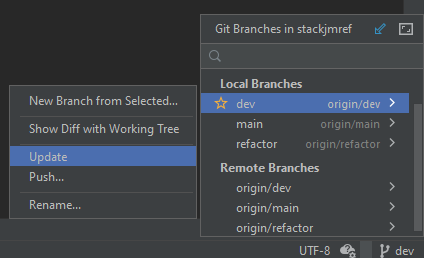 Git Branches in stackjmref
Local Branches
dev origin/dev
main origin/main
refactor origin/refactor
Remote Branches
origin/dev
origin/main
origin/refactor
New Branch from Selected...
Show Diff with Working Tree
Update
Push...
Rename...
UTF-8 dev